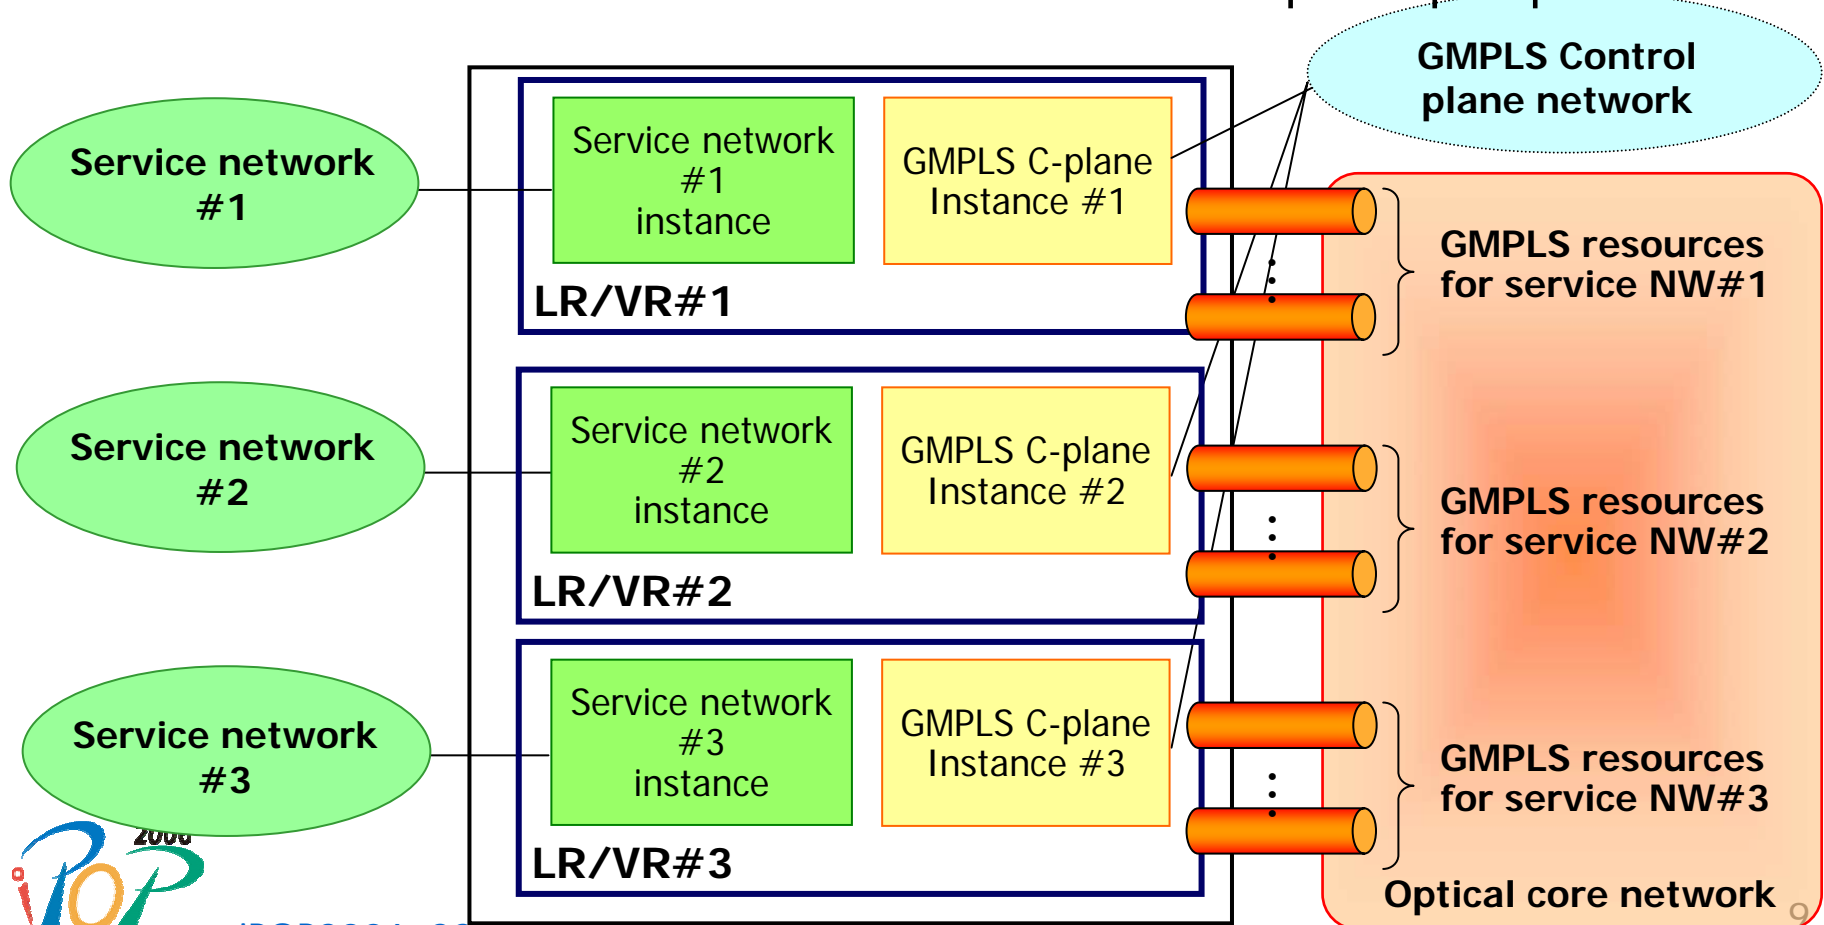 GMPLS Control
plane network
Service network
#1
Service network
#1
instance
GMPLS C-plane
Instance #1
LR/VR#1
GMPLS resources
for service NW#1
Service network
#2
Service network
#2
instance
GMPLS C-plane
Instance #2
LR/VR#2
GMPLS resources
for service NW#2
Service network
#3
Service network
#3
instance
GMPLS C-plane
Instance #3
LR/VR#3
GMPLS resources
for service NW#3
Optical core network
9
2006
iPOP